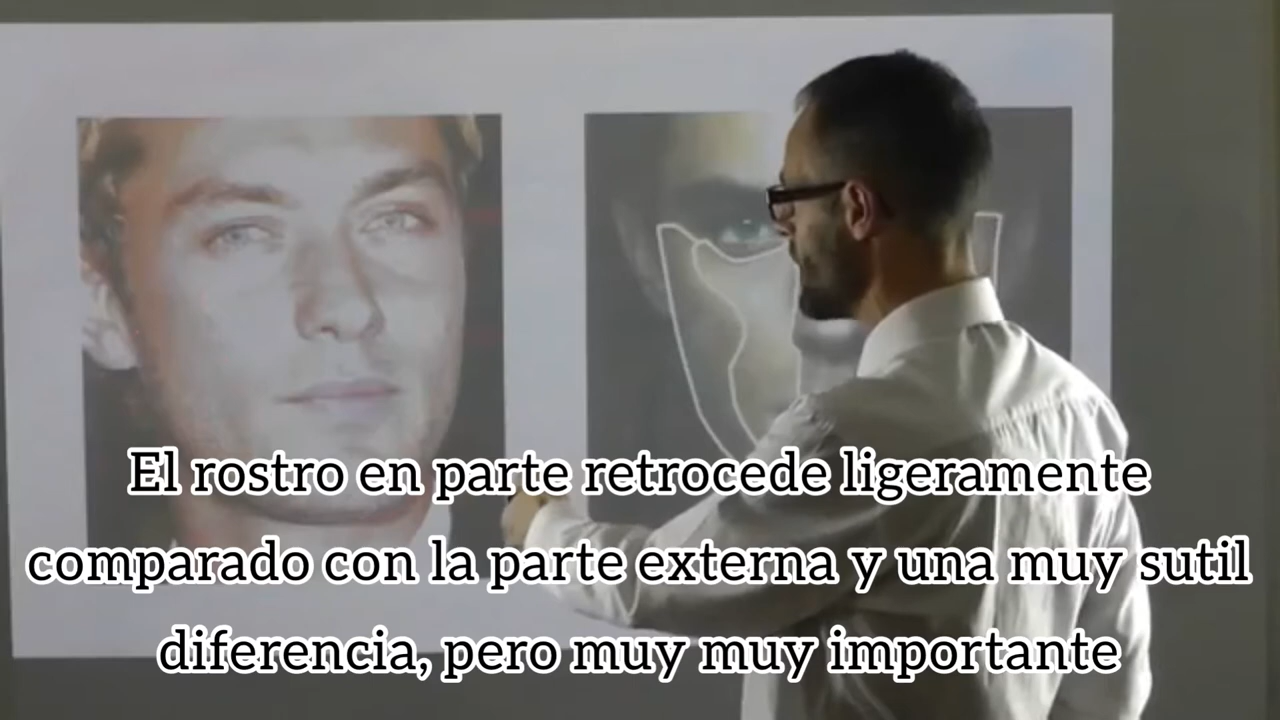 El rostro en parte retrocede ligeramente
comparado con la parte externa y una muy sutil
diferencia, pero muy muy importante